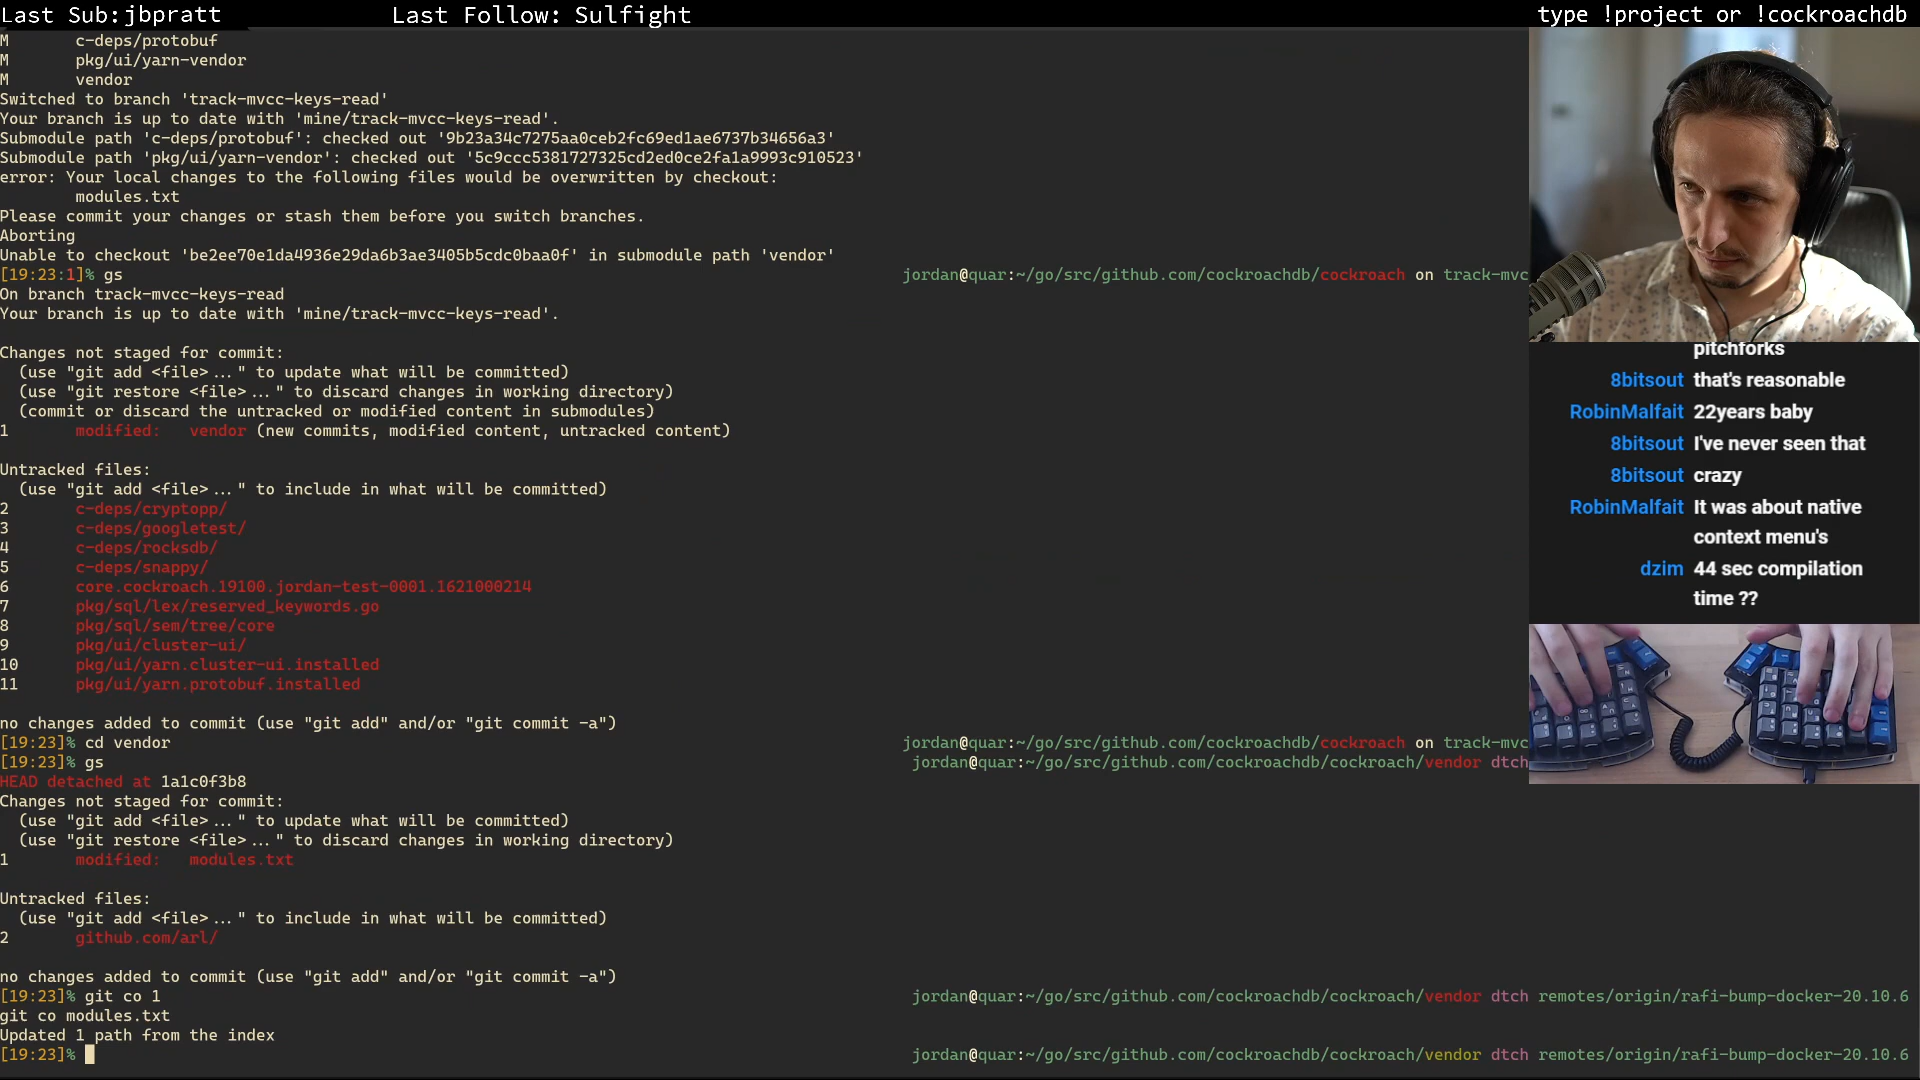 Last Sub:jbpratt
Last Follow: Sulfight
type !project or !cockroachdb
M c-deps/protobuf
M pkg/ui/yarn-vendor
M vendor
Switched to branch 'track-mvcc-keys-read'
Your branch is up to date with 'mine/track-mvcc-keys-read'.
Submodule path 'c-deps/protobuf': checked out '9b23a34c7275aa0ceb2fc69ed1ae6737b34656a3'
Submodule path 'pkg/ui/yarn-vendor': checked out '5c9ccc5381727325cd2ed0ce2fa1a9993c910523'
error: Your local changes to the following files would be overwritten by checkout:
modules.txt
Please commit your changes or stash them before you switch branches.
Aborting
Unable to checkout 'be2ee70e1da4936e29da6b3ae3405b5cdc0baa0f' in submodule path 'vendor'
[19:23:1]% gs jordan@quar:~/go/src/github.com/cockroachdb/cockroach on track-mvc
On branch track-mvcc-keys-read
Your branch is up to date with 'mine/track-mvcc-keys-read'.
Changes not staged for commit:
(use "git add <file>..." to update what will be committed)
(use "git restore <file>..." to discard changes in working directory)
(commit or discard the untracked or modified content in submodules)
1 modified: vendor (new commits, modified content, untracked content)
Untracked files:
(use "git add <file>..." to include in what will be committed)
2 c-deps/cryptopp/
3 c-deps/googletest/
4 c-deps/rocksdb/
5 c-deps/snappy/
6 core.cockroach.19100.jordan-test-0001.1621000214
7 pkg/sql/lex/reserved_keywords.go
8 pkg/sql/sem/tree/core
9 pkg/ui/cluster-ui/
10 pkg/ui/yarn.cluster-ui.installed
11 pkg/ui/yarn.protobuf.installed
no changes added to commit (use "git add" and/or "git commit -a")
[19:23]% cd vendor jordan@quar:~/go/src/github.com/cockroachdb/cockroach on track-mvc
[19:23]% gs jordan@quar:~/go/src/github.com/cockroachdb/cockroach/vendor dtch
HEAD detached at 1a1c0f3b8
Changes not staged for commit:
(use "git add <file>..." to update what will be committed)
(use "git restore <file>..." to discard changes in working directory)
1 modified: modules.txt
Untracked files:
(use "git add <file>..." to include in what will be committed)
2 github.com/arl/
no changes added to commit (use "git add" and/or "git commit -a")
[19:23]% git co 1 jordan@quar:~/go/src/github.com/cockroachdb/cockroach/vendor dtch remotes/origin/rafi-bump-docker-20.10.6
git co modules.txt
Updated 1 path from the index
[19:23]% jordan@quar:~/go/src/github.com/cockroachdb/cockroach/vendor dtch remotes/origin/rafi-bump-docker-20.10.6
pitchforks
8bitsout that's reasonable
RobinMalfait 22years baby
8bitsout I've never seen that
8bitsout crazy
RobinMalfait It was about native
context menu's
dzim 44 sec compilation
time ??